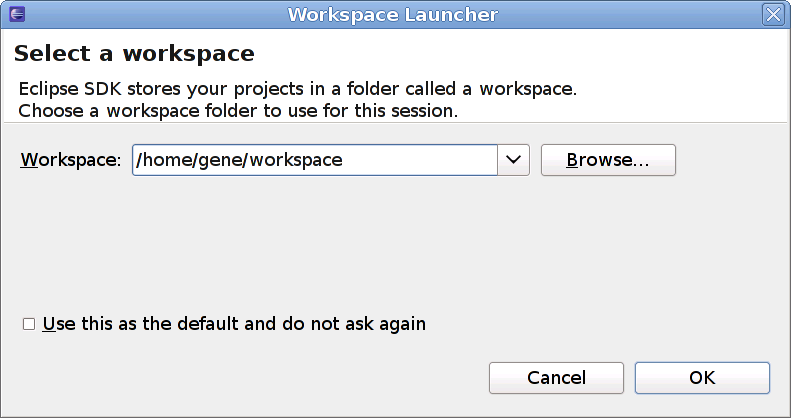 Workspace Launcher
Select a workspace
Eclipse SDK stores your projects in a folder called a workspace.
Choose a workspace folder to use for this session.
Workspace: /home/gene/workspace Browse...
Use this as the default and do not ask again
Cancel OK